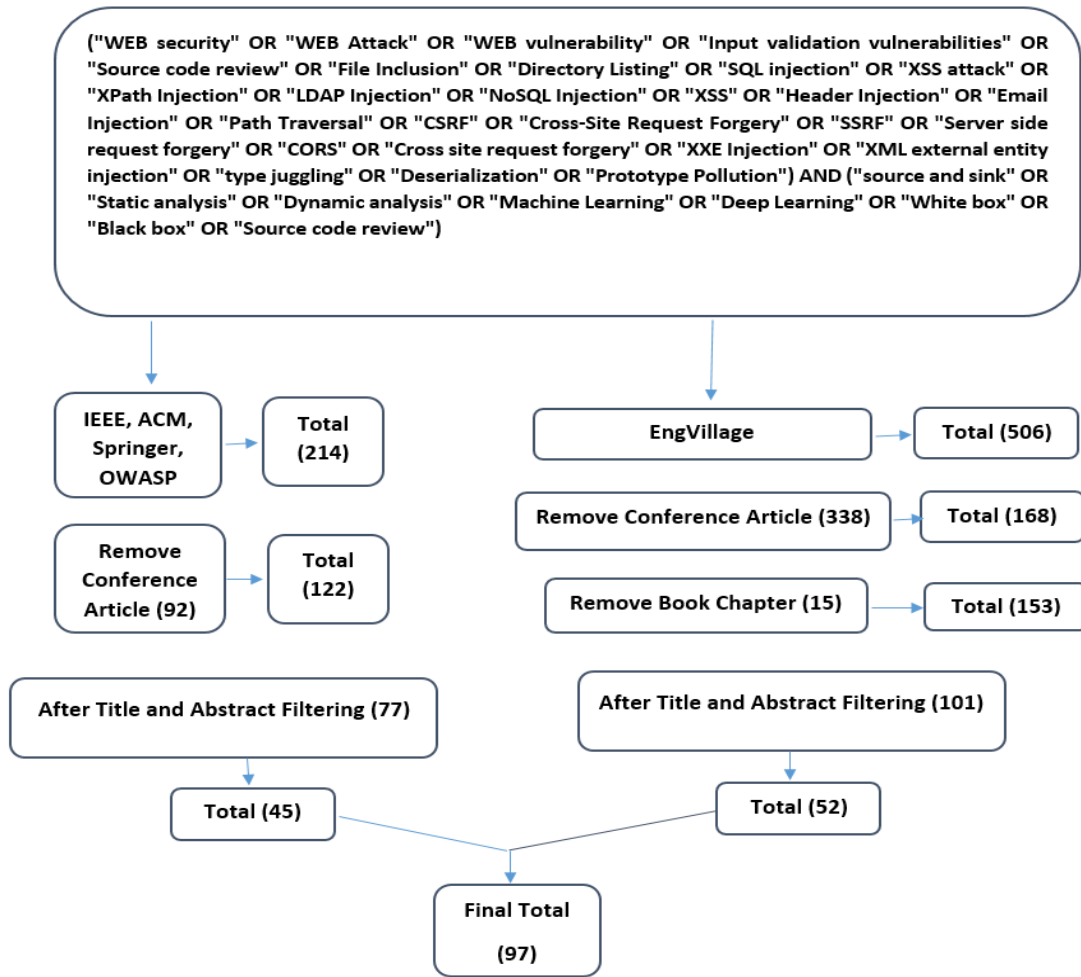 ("WEB security" OR "WEB Attack" OR "WEB vulnerability" OR "Input validation vulnerabilities" OR
"Source code review" OR "File Inclusion" OR "Directory Listing" OR "SQL injection" OR "XSS attack" OR
"XPath Injection" OR "LDAP Injection" OR "NoSQL Injection" OR "XSS" OR "Header Injection" OR "Email
Injection" OR "Path Traversal" OR "CSRF" OR "Cross-Site Request Forgery" OR "SSRF" OR "Server side
request forgery" OR "CORS" OR "Cross site request forgery" OR "XXE Injection" OR "XML external entity
injection" OR "type juggling" OR "Deserialization" OR "Prototype Pollution") AND ("source and sink" OR
"Static analysis" OR "Dynamic analysis" OR "Machine Learning" OR "Deep Learning" OR "White box" OR
"Black box" OR "Source code review")
IEEE, ACM,
Springer,
OWASP
Total
(214)
EngVillage
Total (506)
Remove Conference Article (338)
Total (168)
Remove
Conference
Article (92)
Total
(122)
Remove Book Chapter (15)
Total (153)
After Title and Abstract Filtering (77)
After Title and Abstract Filtering (101)
Total (45)
Total (52)
Final Total
(97)